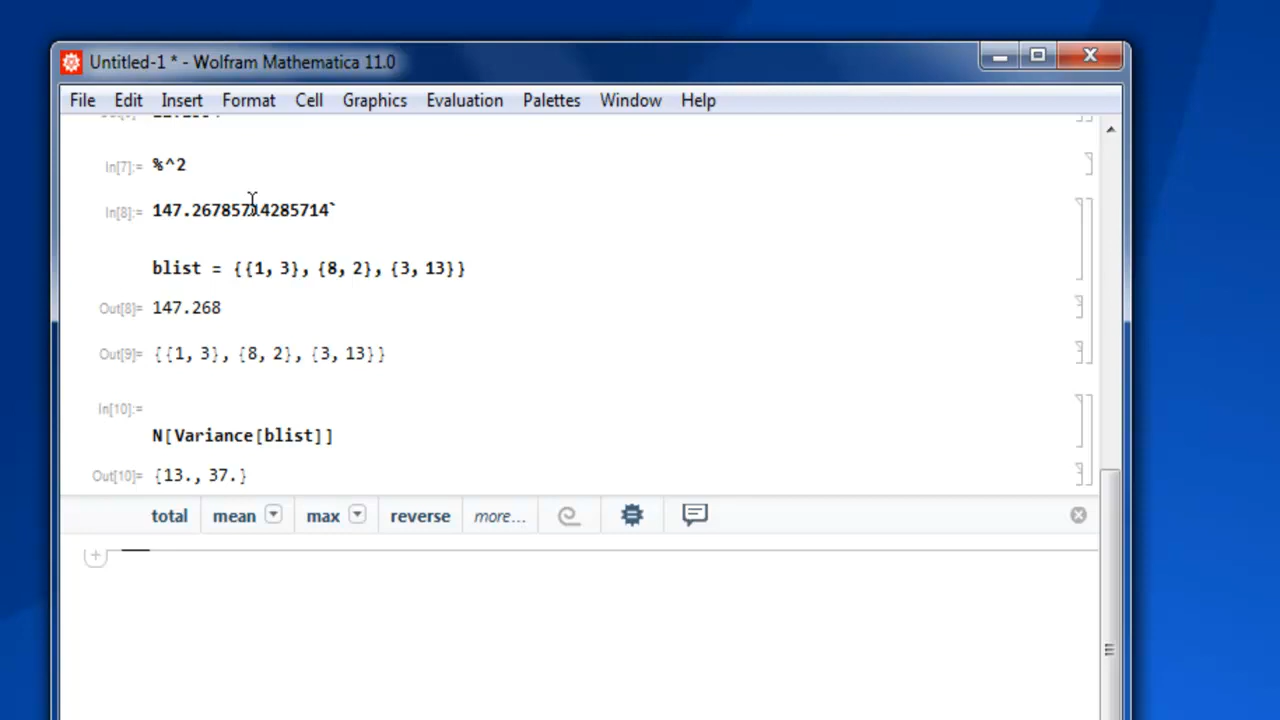 Untitled-1 * - Wolfram Mathematica 11.0
File Edit Insert Format Cell Graphics Evaluation Palettes Window Help
In[7]:= %^2
In[8]:= 147.26785714285714`
blist = {{1, 3}, {8, 2}, {3, 13}}
Out[8]= 147.268
Out[9]= {{1, 3}, {8, 2}, {3, 13}}
In[10]:=
N[Variance[blist]]
Out[10]= {13., 37.}
total mean max reverse more...